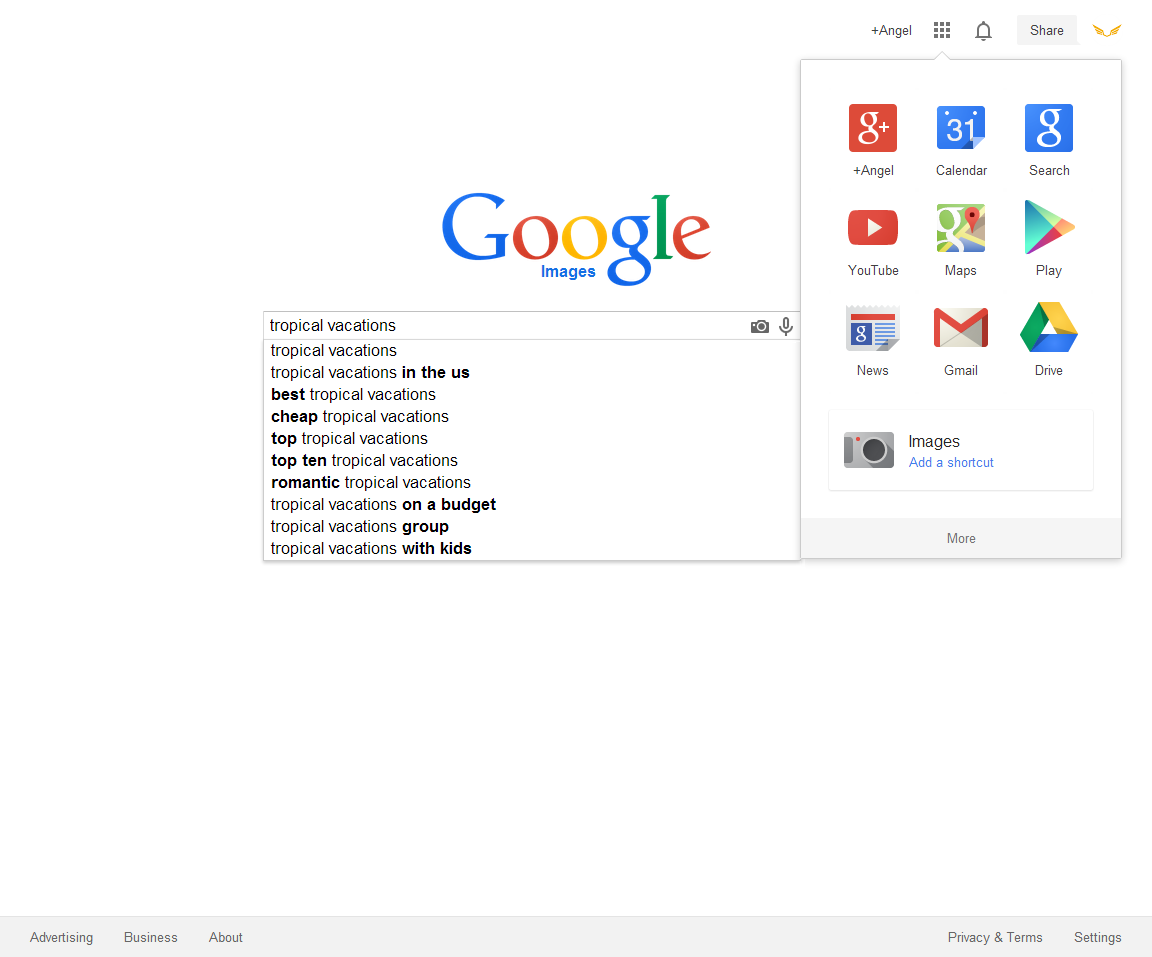 +Angel
Share
g+
31
g
+Angel Calendar Search
g
YouTube Maps Play
g
News Gmail Drive
Images
Add a shortcut
More
Google
Images
tropical vacations
tropical vacations
tropical vacations in the us
best tropical vacations
cheap tropical vacations
top tropical vacations
top ten tropical vacations
romantic tropical vacations
tropical vacations on a budget
tropical vacations group
tropical vacations with kids
Advertising Business About Privacy & Terms Settings